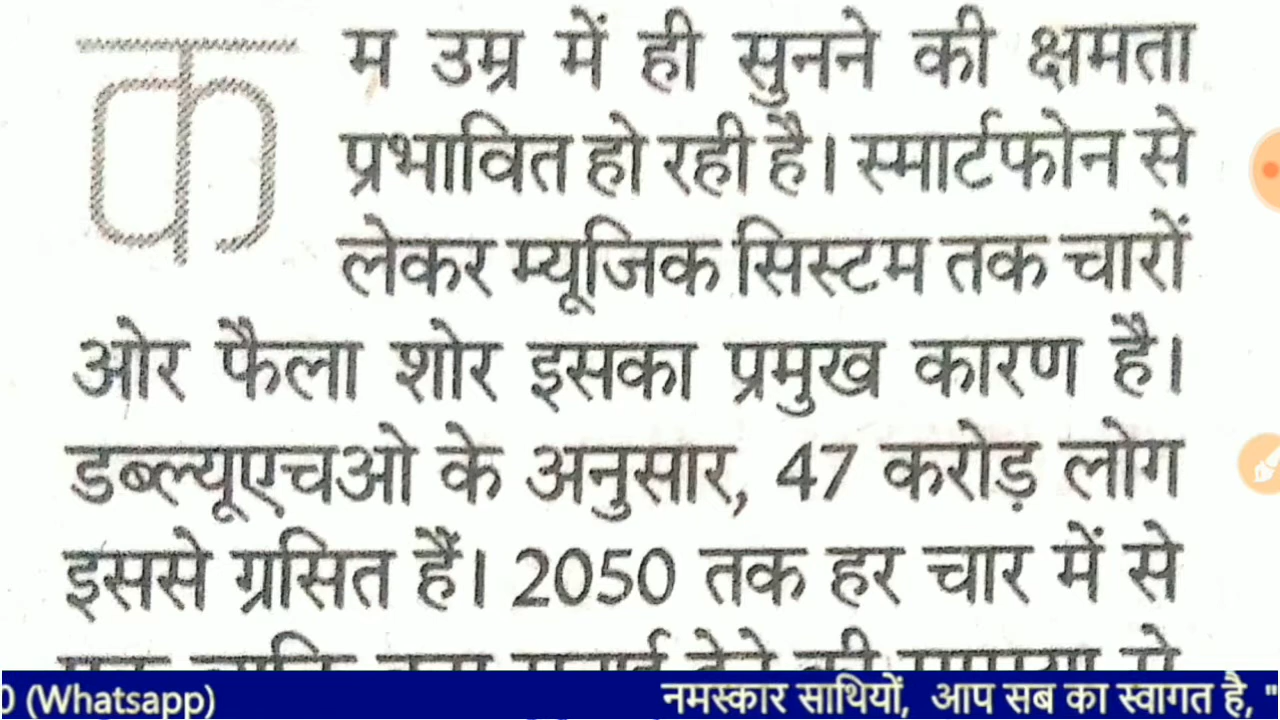 कम उम्र में ही सुनने की क्षमता
प्रभावित हो रही है। स्मार्टफोन से
लेकर म्यूजिक सिस्टम तक चारों
ओर फैला शोर इसका प्रमुख कारण है।
डब्ल्यूएचओ के अनुसार, 47 करोड़ लोग
इससे ग्रसित हैं। 2050 तक हर चार में से
(Whatsapp) नमस्कार साथियों, आप सब का स्वागत है, "